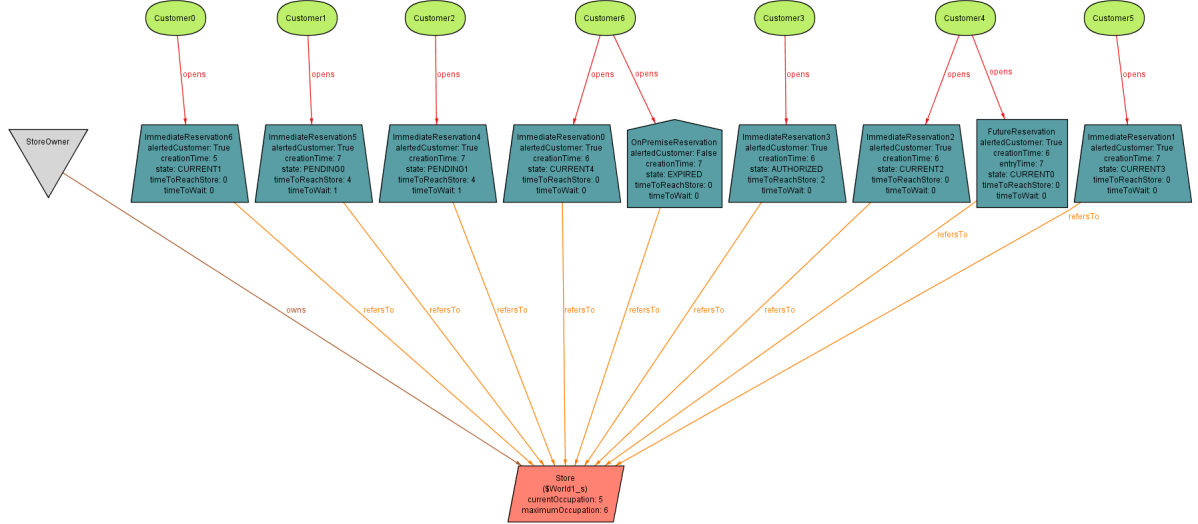 Customer0
Customer1
Customer2
Customer6
Customer3
Customer4
Customer5
opens
opens
opens
opens
opens
opens
opens
opens
opens
StoreOwner
ImmediateReservation6
alertedCustomer: True
creationTime: 5
state: CURRENT1
timeToReachStore: 0
timeToWait: 0
ImmediateReservation5
alertedCustomer: True
creationTime: 7
state: PENDING0
timeToReachStore: 4
timeToWait: 1
ImmediateReservation4
alertedCustomer: True
creationTime: 7
state: PENDING1
timeToReachStore: 4
timeToWait: 1
ImmediateReservation0
alertedCustomer: True
creationTime: 6
state: CURRENT4
timeToReachStore: 0
timeToWait: 0
OnPremiseReservation
alertedCustomer: False
creationTime: 7
state: EXPIRED
timeToReachStore: 0
timeToWait: 0
ImmediateReservation3
alertedCustomer: True
creationTime: 6
state: AUTHORIZED
timeToReachStore: 2
timeToWait: 0
ImmediateReservation2
alertedCustomer: True
creationTime: 6
state: CURRENT2
timeToReachStore: 0
timeToWait: 0
FutureReservation
alertedCustomer: True
creationTime: 6
entryTime: 7
state: CURRENT0
timeToReachStore: 0
timeToWait: 0
ImmediateReservation1
alertedCustomer: True
creationTime: 7
state: CURRENT3
timeToReachStore: 0
timeToWait: 0
owns
refersTo
refersTo
refersTo
refersTo
refersTo
refersTo
refersTo
refersTo
refersTo
Store
($World1_s)
currentOccupation: 5
maximumOccupation: 6